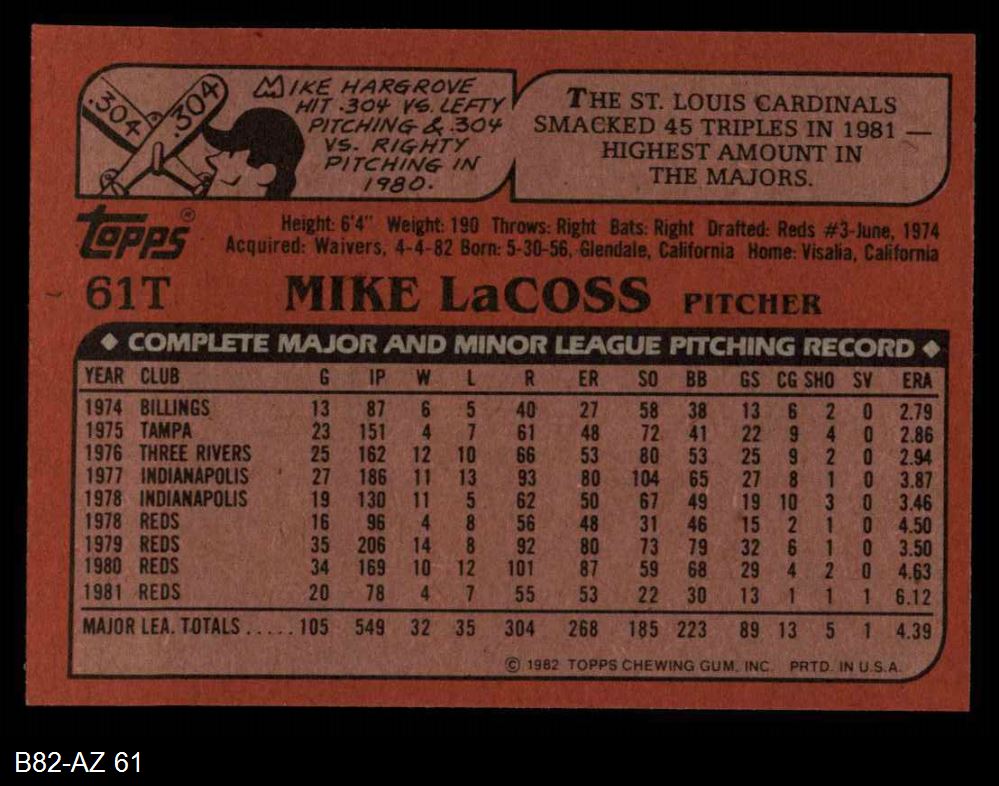 .304
.304
MIKE HARGROVE
HIT .304 VS. LEFTY
PITCHING & .304
VS. RIGHTY
PITCHING IN
1980.
THE ST. LOUIS CARDINALS
SMACKED 45 TRIPLES IN 1981 —
HIGHEST AMOUNT IN
THE MAJORS.
Topps®
Height: 6'4" Weight: 190 Throws: Right Bats: Right Drafted: Reds #3-June, 1974
Acquired: Waivers, 4-4-82 Born: 5-30-56, Glendale, California Home: Visalia, California
61T MIKE LaCOSS PITCHER
◆ COMPLETE MAJOR AND MINOR LEAGUE PITCHING RECORD ◆
YEAR CLUB G IP W L R ER SO BB GS CG SHO SV ERA
1974 BILLINGS 13 87 6 5 40 27 58 38 13 6 2 0 2.79
1975 TAMPA 23 151 4 7 61 48 72 41 22 9 4 0 2.86
1976 THREE RIVERS 25 162 12 10 66 53 80 53 25 9 2 0 2.94
1977 INDIANAPOLIS 27 186 11 13 93 80 104 65 27 8 1 0 3.87
1978 INDIANAPOLIS 19 130 11 5 62 50 67 49 19 10 3 0 3.46
1978 REDS 16 96 4 8 56 48 31 46 15 2 1 0 4.50
1979 REDS 35 206 14 8 92 80 73 79 32 6 1 0 3.50
1980 REDS 34 169 10 12 101 87 59 68 29 4 2 0 4.63
1981 REDS 20 78 4 7 55 53 22 30 13 1 1 1 6.12
MAJOR LEA. TOTALS ..... 105 549 32 35 304 268 185 223 89 13 5 1 4.39
© 1982 TOPPS CHEWING GUM, INC. PRTD. IN U.S.A.
B82-AZ 61